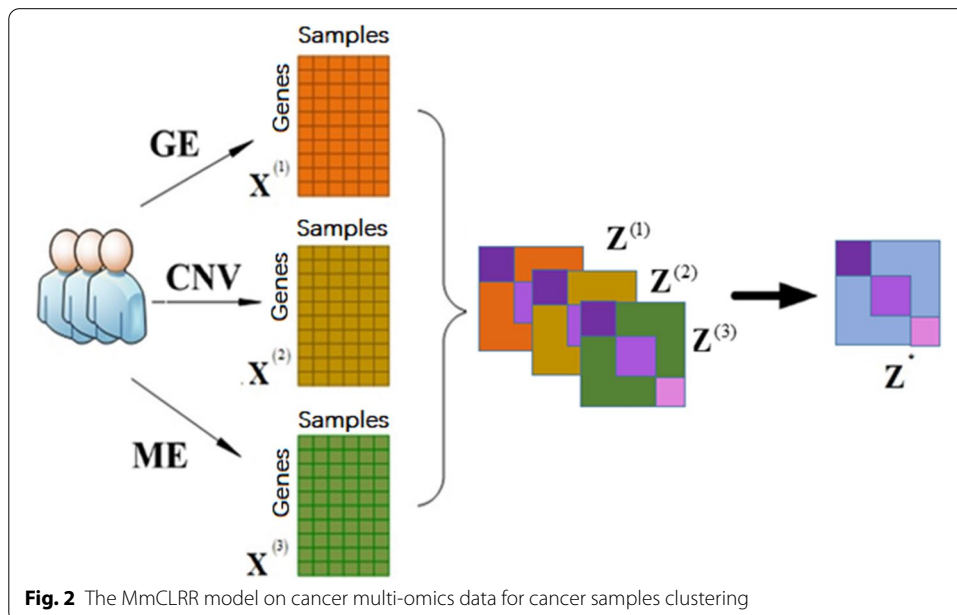 Samples
Genes
GE
X(1)
Samples
Genes
CNV
X(2)
Samples
Genes
ME
X(3)
Z(1)
Z(2)
Z(3)
Z*
Fig. 2 The MmCLRR model on cancer multi-omics data for cancer samples clustering